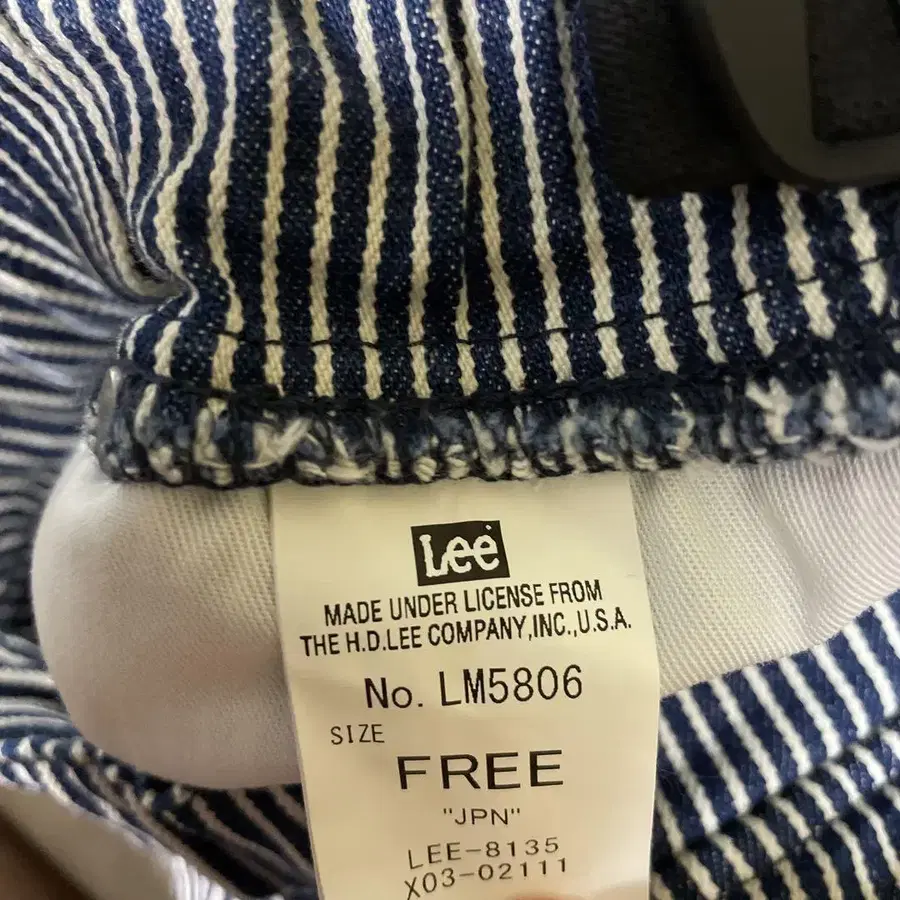 Lee
MADE UNDER LICENSE FROM
THE H.D.LEE COMPANY,INC.,U.S.A.
No. LM5806
SIZE
FREE
"JPN"
LEE-8135
X03-02111